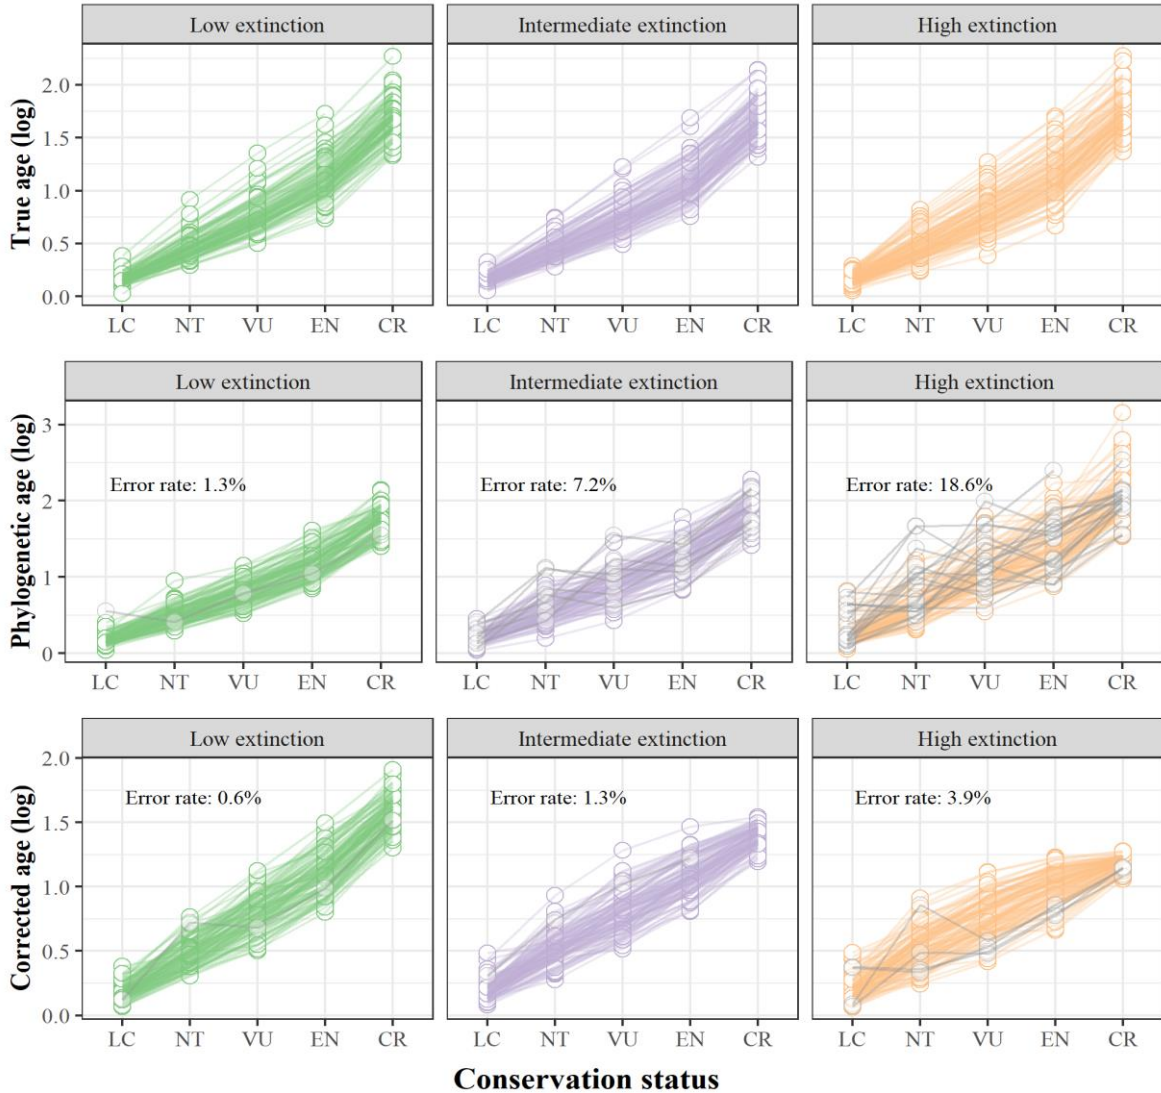 Low extinction Intermediate extinction High extinction
True age (log)
2.0
1.5
1.0
0.5
0.0
LC NT VU EN CR LC NT VU EN CR LC NT VU EN CR
Low extinction Intermediate extinction High extinction
Phylogenetic age (log)
3
2
1
0
Error rate: 1.3% Error rate: 7.2% Error rate: 18.6%
LC NT VU EN CR LC NT VU EN CR LC NT VU EN CR
Low extinction Intermediate extinction High extinction
Corrected age (log)
2.0
1.5
1.0
0.5
0.0
Error rate: 0.6% Error rate: 1.3% Error rate: 3.9%
LC NT VU EN CR LC NT VU EN CR LC NT VU EN CR
Conservation status